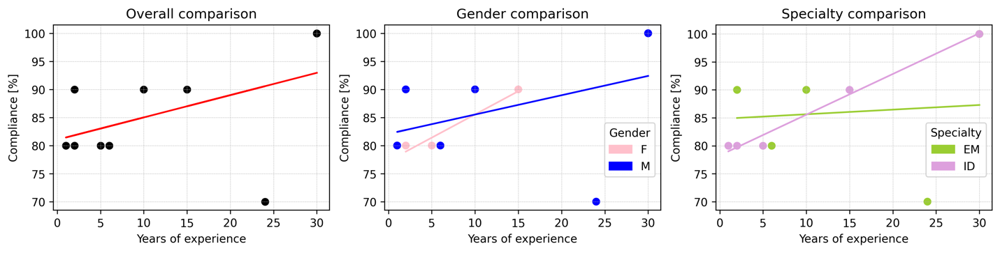 Overall comparison
Compliance [%]
100
95
90
85
80
75
70
0 5 10 15 20 25 30
Years of experience
Gender comparison
Compliance [%]
100
95
90
85
80
75
70
Gender
F
M
0 5 10 15 20 25 30
Years of experience
Specialty comparison
Compliance [%]
100
95
90
85
80
75
70
Specialty
EM
ID
0 5 10 15 20 25 30
Years of experience